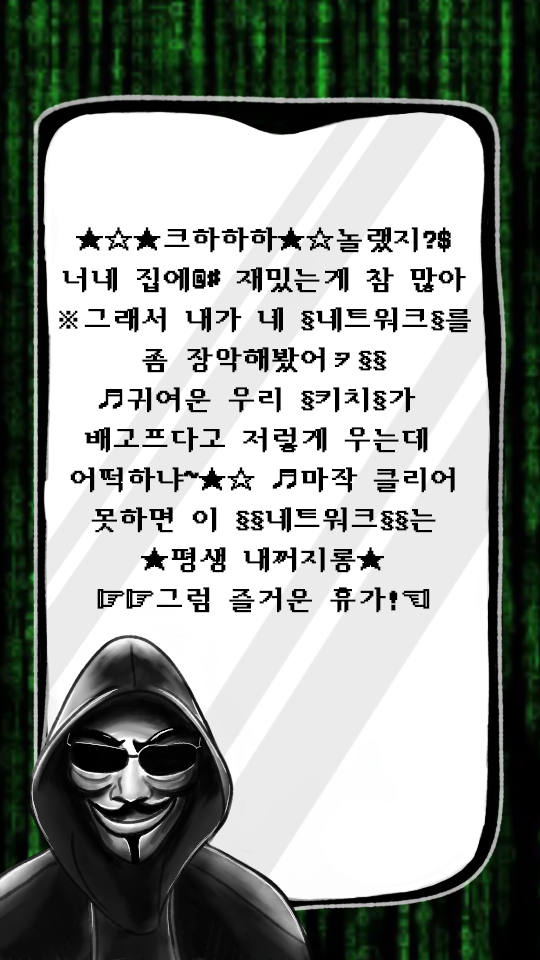 ★☆★크하하하★☆놀랬지?$
너네 집에@# 재밌는게 참 많아
※그래서 내가 네 §네트워크§를
좀 장악해봤어ㅋ§§
♬귀여운 우리 §키치§가
배고프다고 저렇게 우는데
어떡하냐~★☆ ♬마작 클리어
못하면 이 §§네트워크§§는
★평생 내꺼지롱★
☞☞그럼 즐거운 휴가!☜